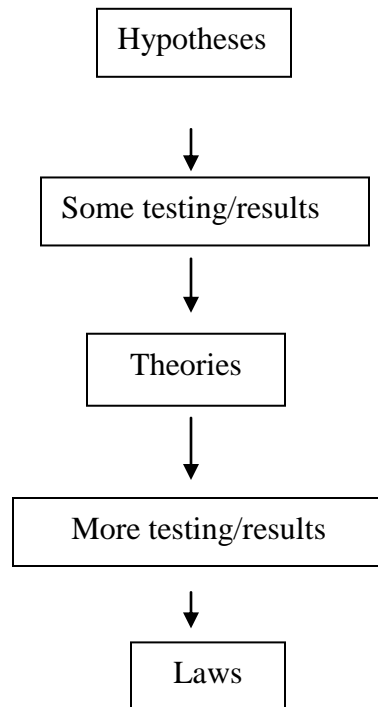 Hypotheses
Some testing/results
Theories
More testing/results
Laws